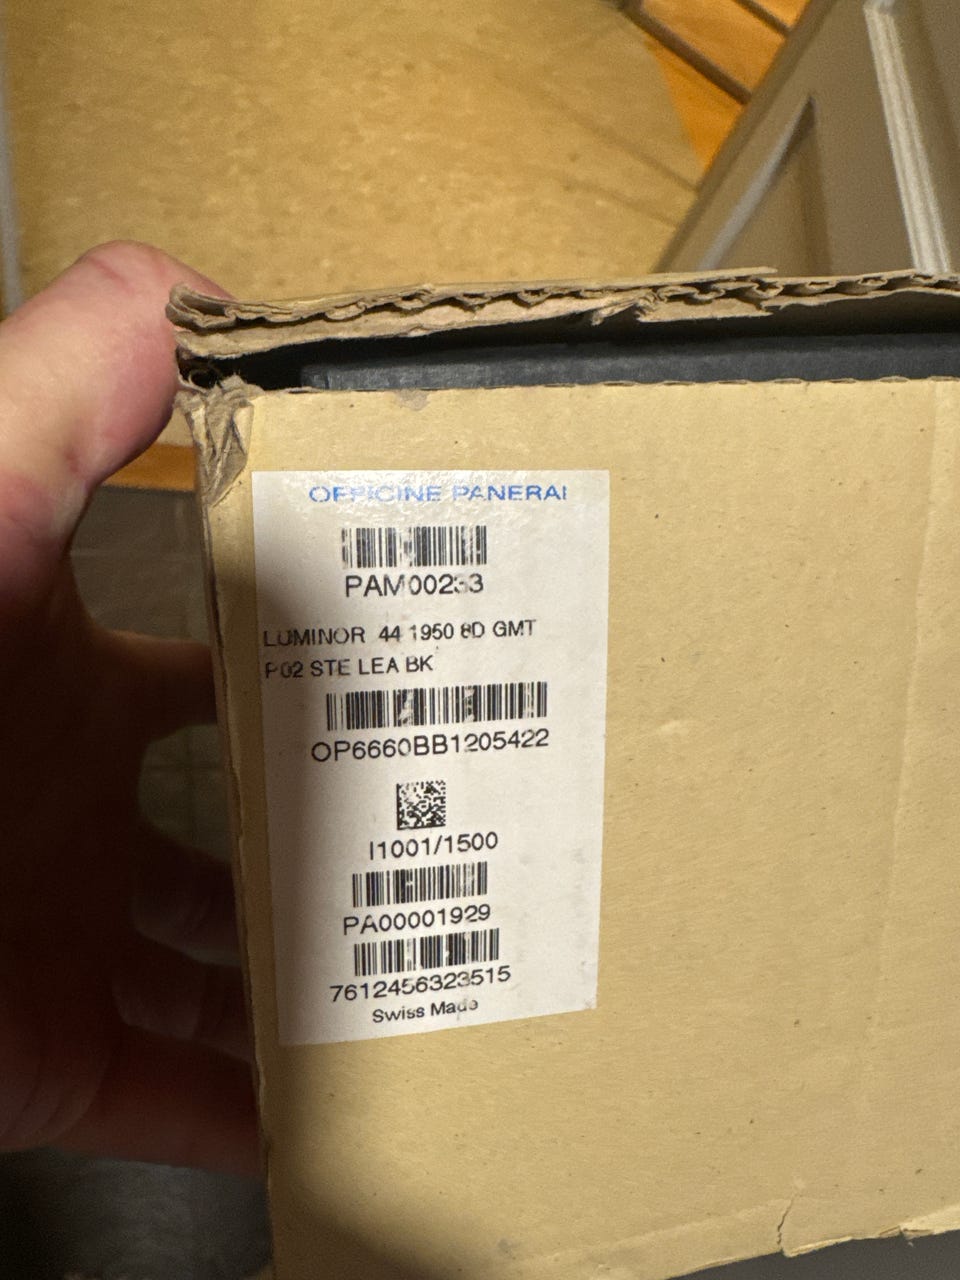 OFFICINE PANERAI
PAM00233
LUMINOR 44 1950 8D GMT
P02 STE LEA BK
OP6660BB1205422
I1001/1500
PA00001929
7612456323515
Swiss Made